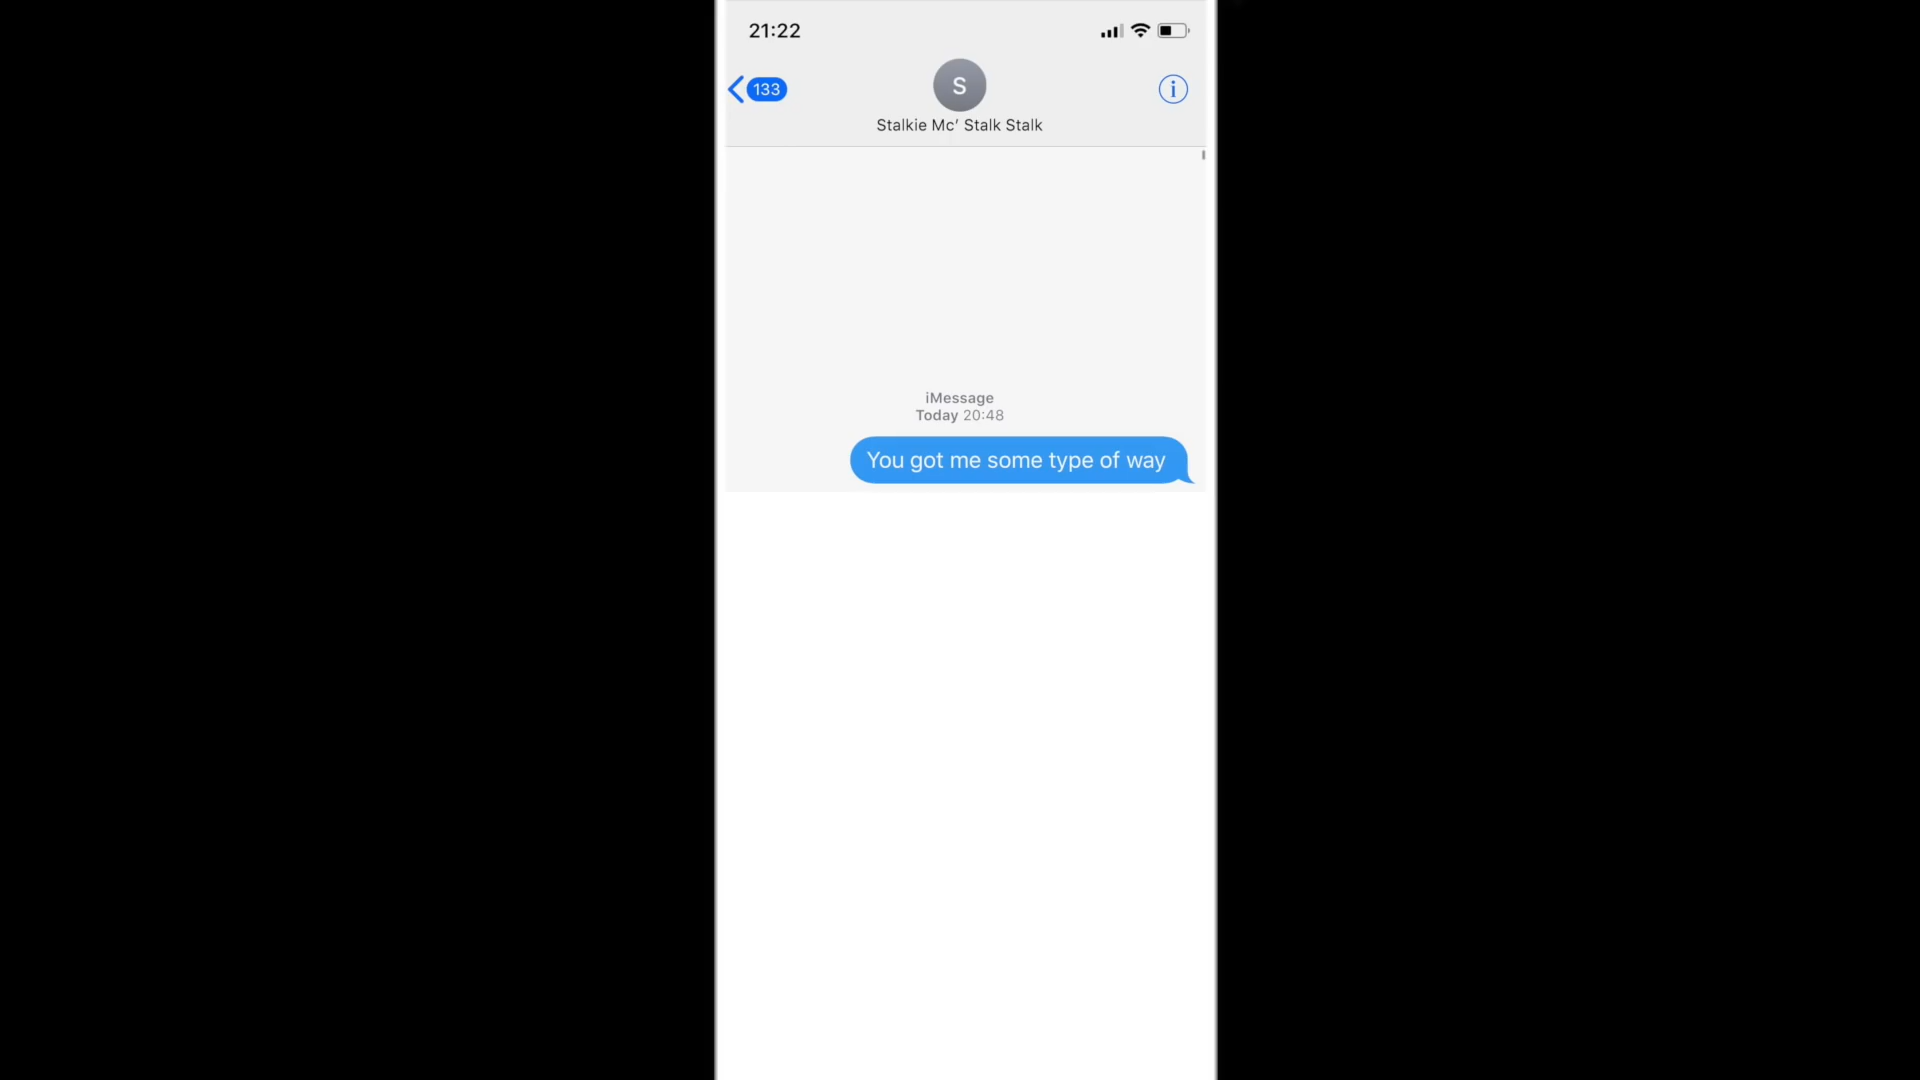 21:22
133
S
Stalkie Mc' Stalk Stalk
iMessage
Today 20:48
You got me some type of way